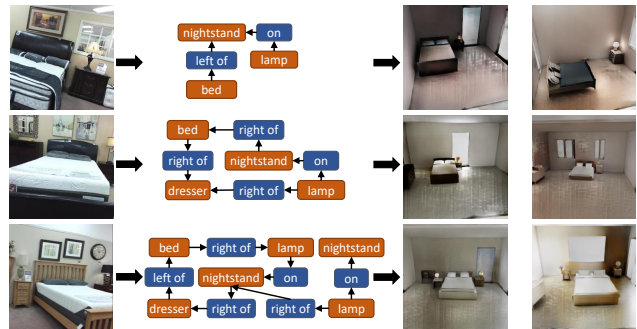 nightstand on
left of lamp
bed
bed right of
right of nightstand on
dresser right of lamp
bed right of lamp nightstand
left of nightstand on on
dresser right of right of lamp